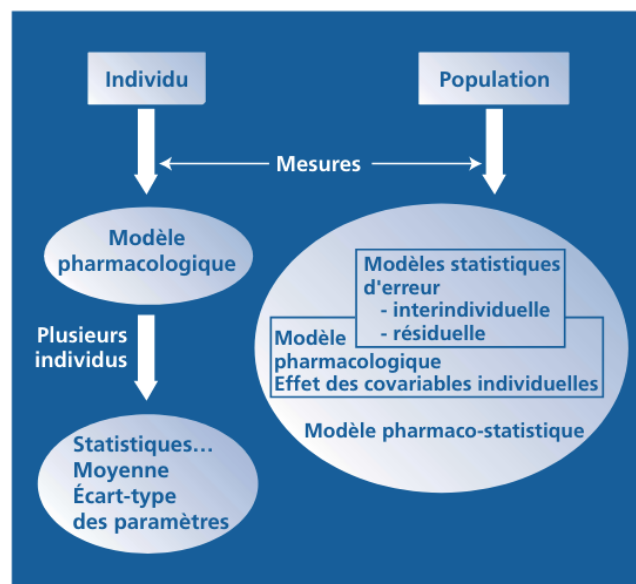 Individu
Population
Mesures
Modèle
pharmacologique
Plusieurs
individus
Statistiques...
Moyenne
Écart-type
des paramètres
Modèles statistiques
d'erreur
- interindividuelle
- résiduelle
Modèle
pharmacologique
Effet des covariables individuelles
Modèle pharmaco-statistique